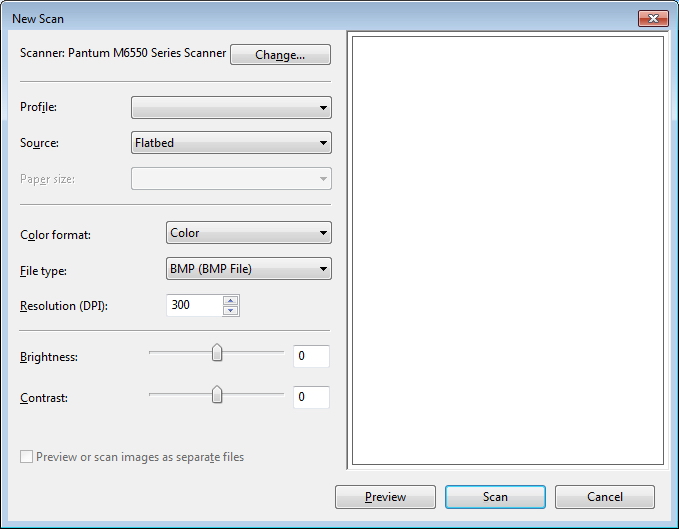 New Scan
Scanner: Pantum M6550 Series Scanner Change...
Profile:
Source: Flatbed
Paper size:
Color format: Color
File type: BMP (BMP File)
Resolution (DPI): 300
Brightness: 0
Contrast: 0
Preview or scan images as separate files
Preview Scan Cancel